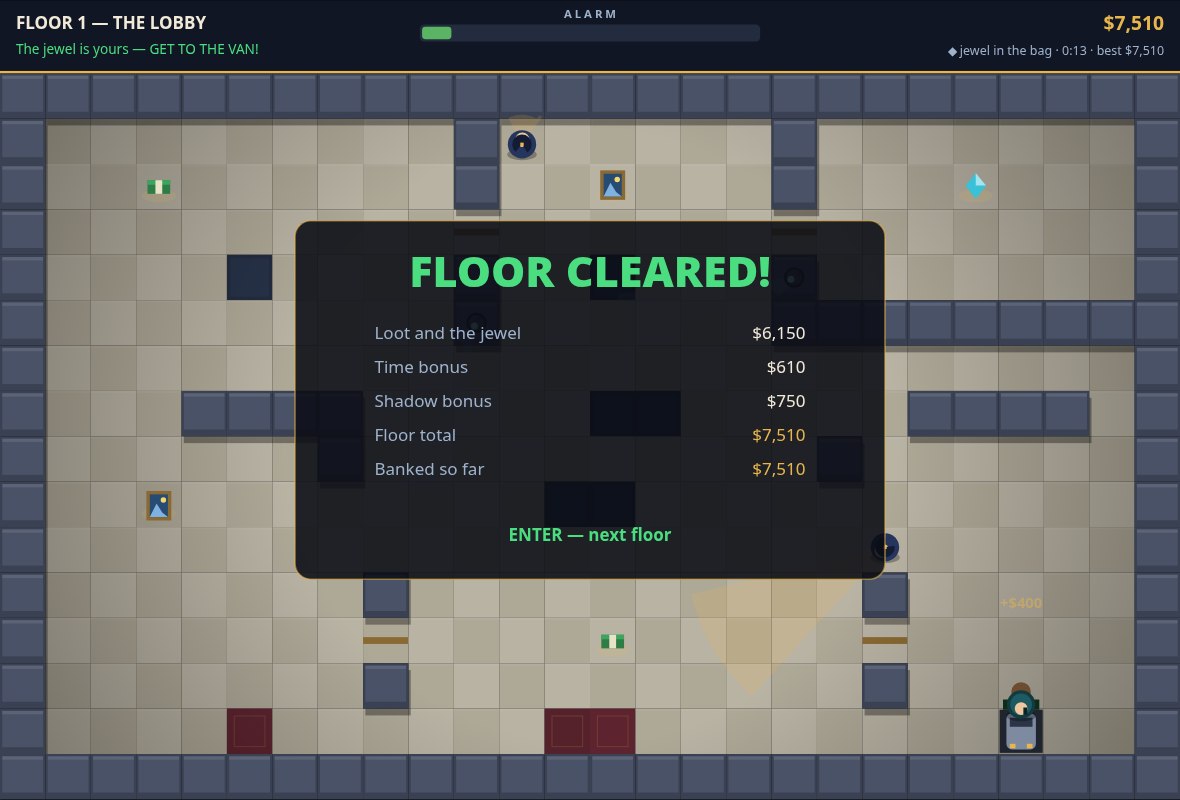 FLOOR 1 — THE LOBBY
The jewel is yours — GET TO THE VAN!
ALARM
$7,510
◆ jewel in the bag · 0:13 · best $7,510
FLOOR CLEARED!
Loot and the jewel $6,150
Time bonus $610
Shadow bonus $750
Floor total $7,510
Banked so far $7,510
ENTER — next floor
+$400